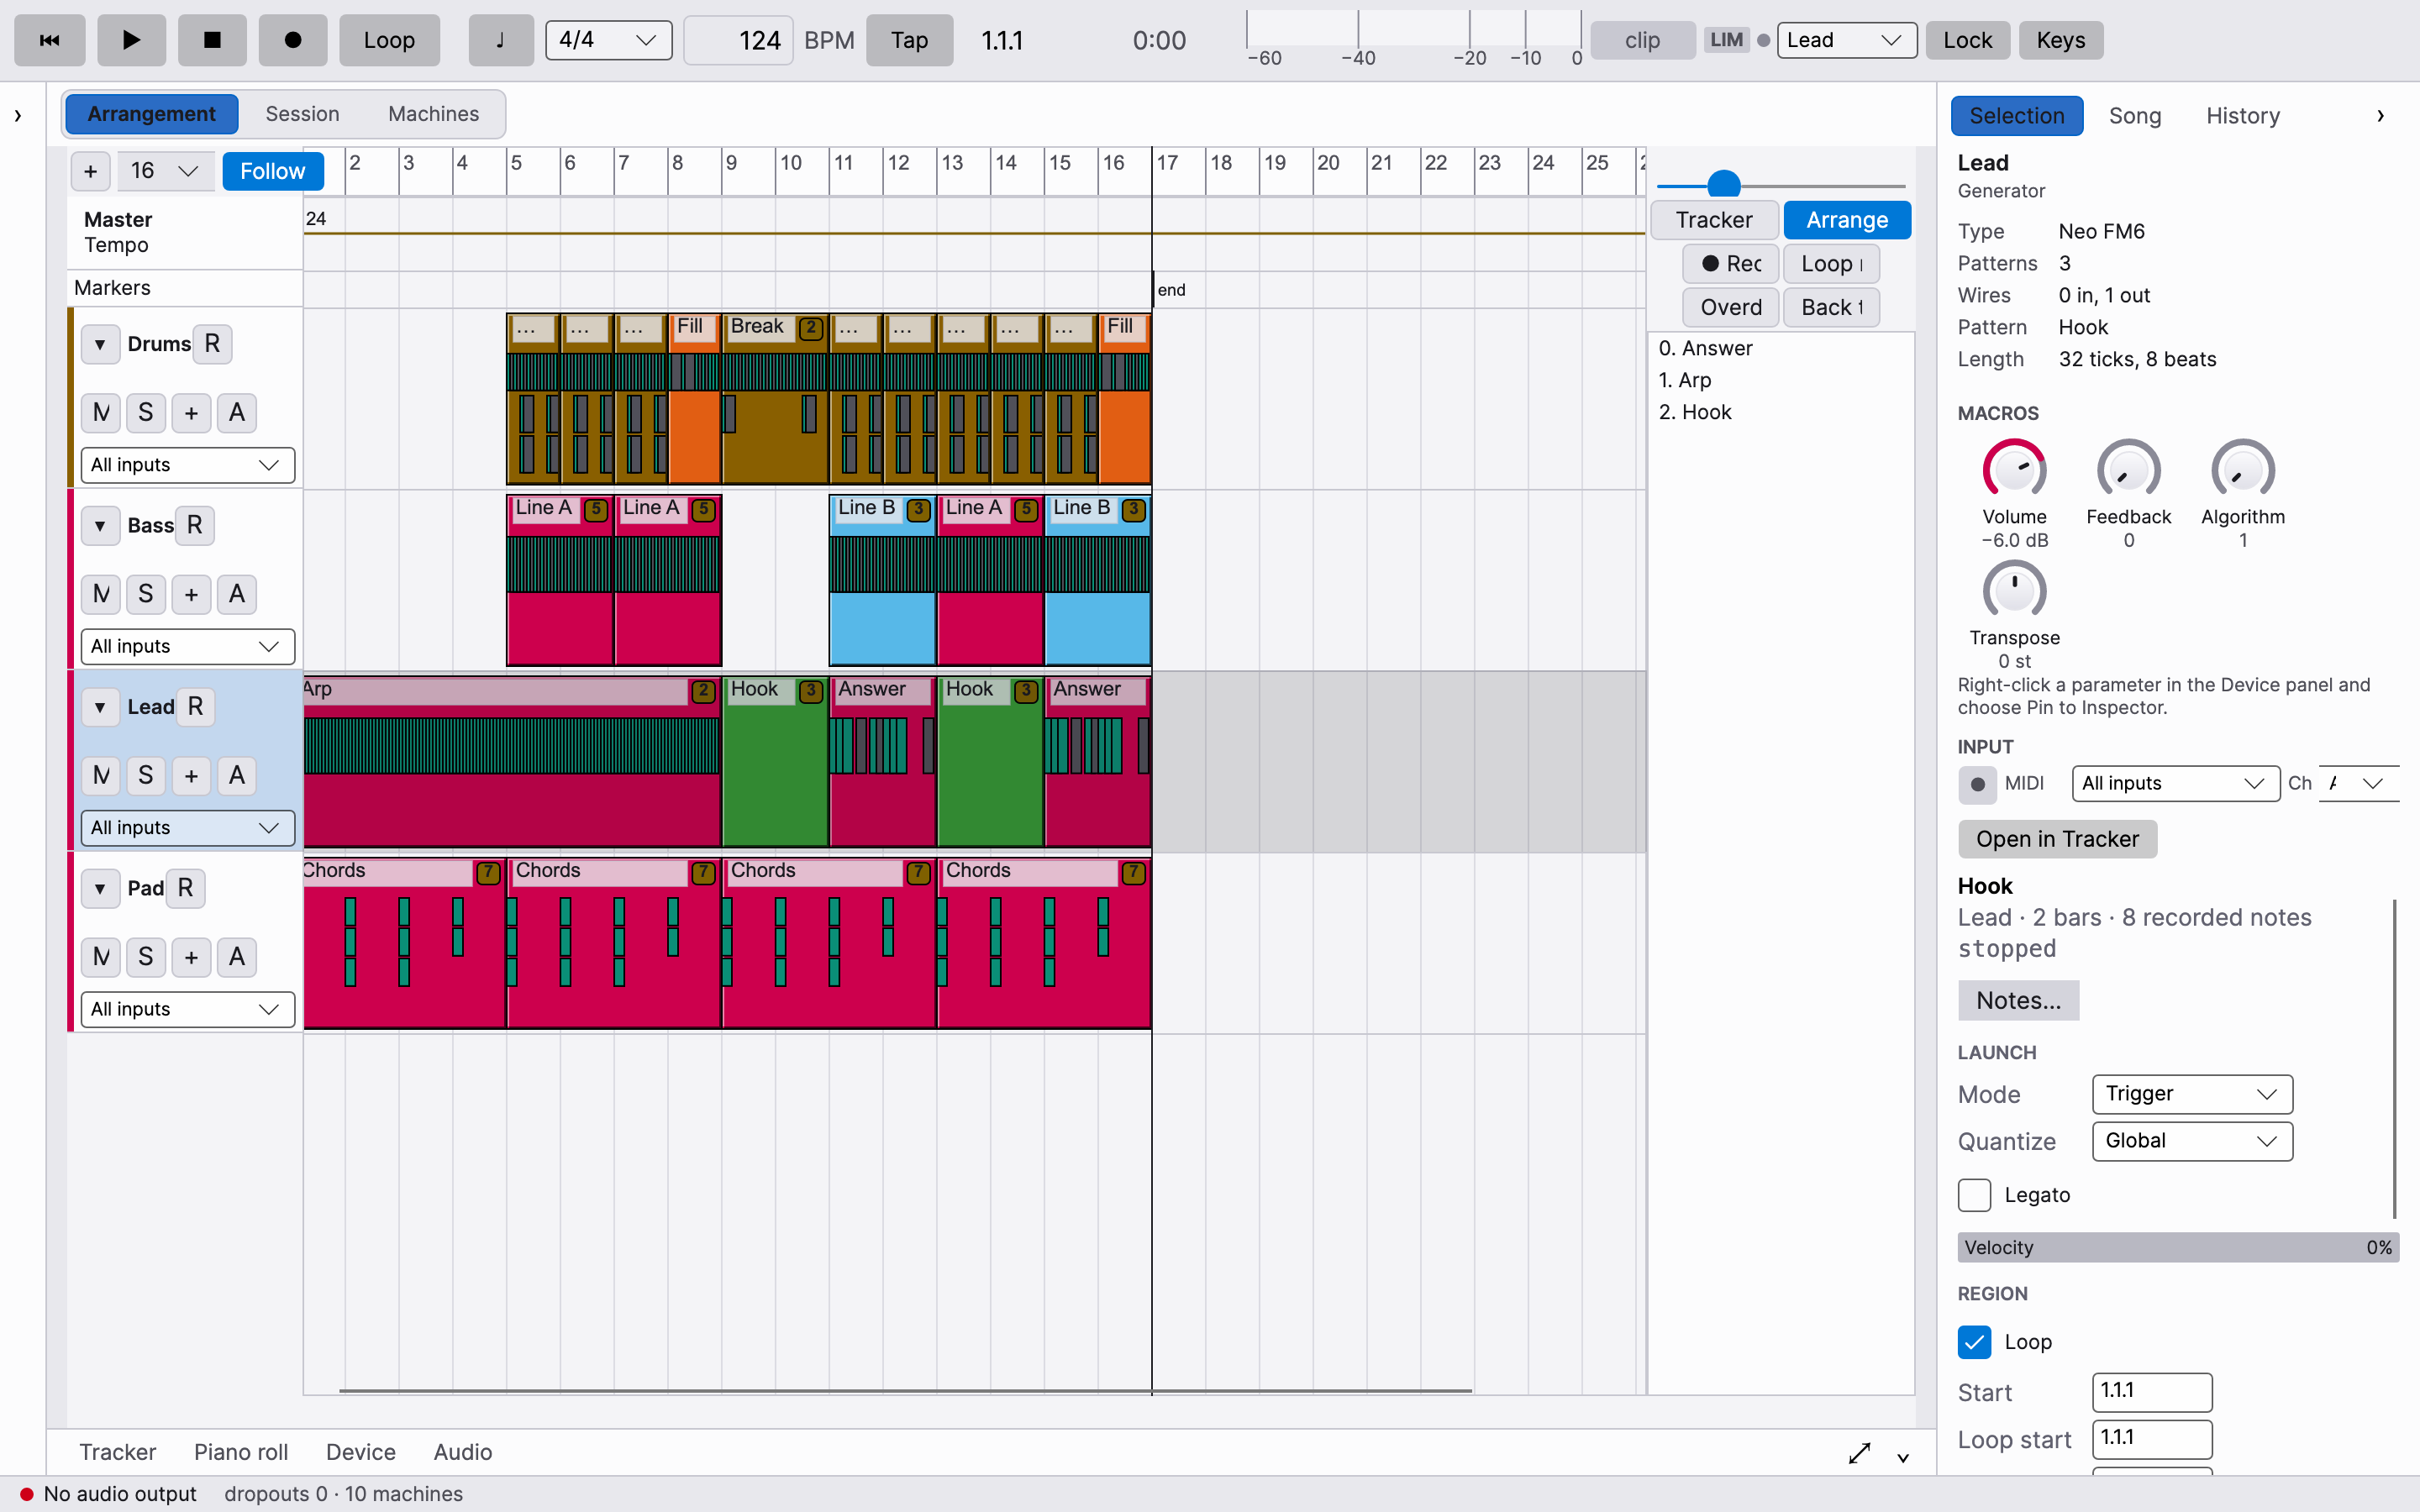 Loop
4/4
124 BPM
Tap
1.1.1
0:00
−60 −40 −20 −10 0
clip
LIM
Lead
Lock
Keys
Arrangement Session Machines
Selection Song History
+ 16 Follow
2 3 4 5 6 7 8 9 10 11 12 13 14 15 16 17 18 19 20 21 22 23 24 25
Master
Tempo
24
Markers
end
Tracker Arrange
Rec Loop
Overd Back
0. Answer
1. Arp
2. Hook
Drums R
M S + A
All inputs
... ... ... Fill Break 2 ... ... ... ... ... Fill
Bass R
M S + A
All inputs
Line A 5 Line A 5 Line B 3 Line A 5 Line B 3
Lead R
M S + A
All inputs
Arp 2 Hook 3 Answer Hook 3 Answer
Pad R
M S + A
All inputs
Chords 7 Chords 7 Chords 7 Chords 7
Lead
Generator
Type Neo FM6
Patterns 3
Wires 0 in, 1 out
Pattern Hook
Length 32 ticks, 8 beats
MACROS
Volume Feedback Algorithm
−6.0 dB 0 1
Transpose
0 st
Right-click a parameter in the Device panel and
choose Pin to Inspector.
INPUT
MIDI All inputs Ch
Open in Tracker
Hook
Lead · 2 bars · 8 recorded notes
stopped
Notes...
LAUNCH
Mode Trigger
Quantize Global
Legato
Velocity 0%
REGION
Loop
Start 1.1.1
Loop start 1.1.1
Tracker Piano roll Device Audio
No audio output dropouts 0 · 10 machines